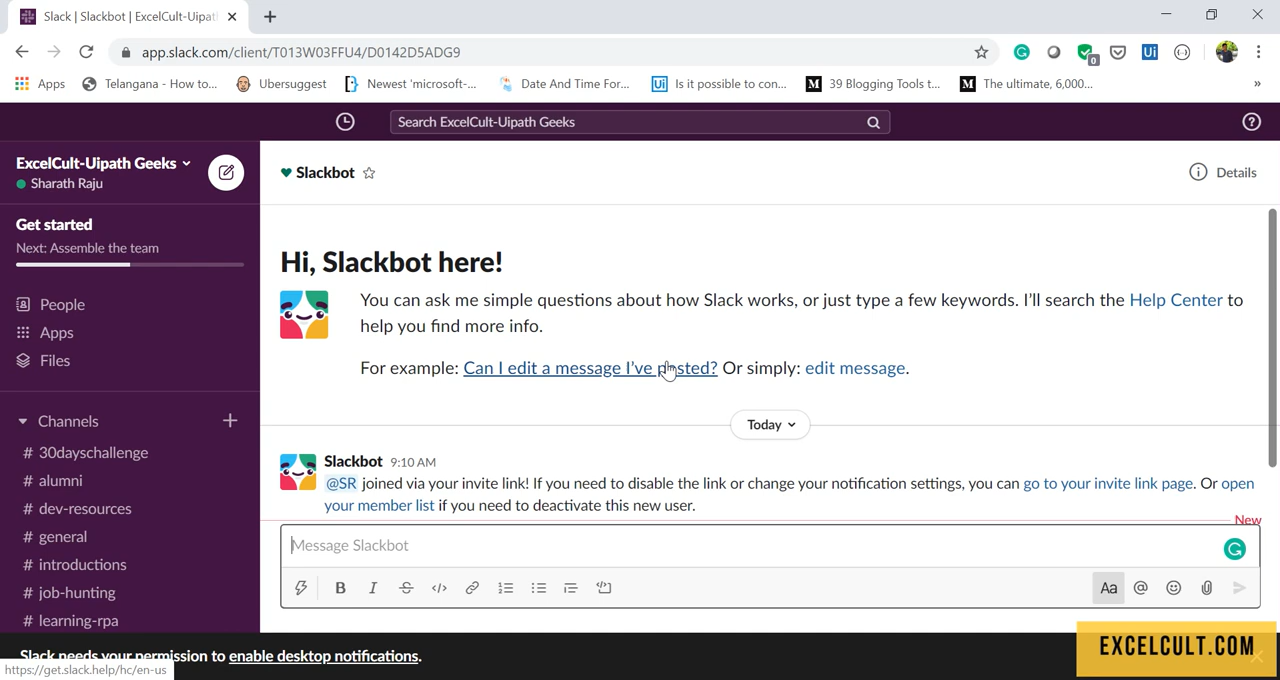 Slack | Slackbot | ExcelCult-Uipat
app.slack.com/client/T013W03FFU4/D0142D5ADG9
0
Ui
Apps
Telangana - How to...
Ubersuggest
Newest 'microsoft-...
Date And Time For...
Ui
Is it possible to con...
M
39 Blogging Tools t...
M
The ultimate, 6,000...
»
Search ExcelCult-Uipath Geeks
ExcelCult-Uipath Geeks
Sharath Raju
Slackbot
Details
Get started
Next: Assemble the team
People
Apps
Files
Channels
# 30dayschallenge
# alumni
# dev-resources
# general
# introductions
# job-hunting
# learning-rpa
Hi, Slackbot here!
You can ask me simple questions about how Slack works, or just type a few keywords. I'll search the Help Center to
help you find more info.
For example: Can I edit a message I've posted? Or simply: edit message.
Today
Slackbot 9:10 AM
@SR joined via your invite link! If you need to disable the link or change your notification settings, you can go to your invite link page. Or open
your member list if you need to deactivate this new user.
New
Message Slackbot
B
I
S
Aa
@
Slack needs your permission to enable desktop notifications.
https://get.slack.help/hc/en-us
EXCELCULT.COM